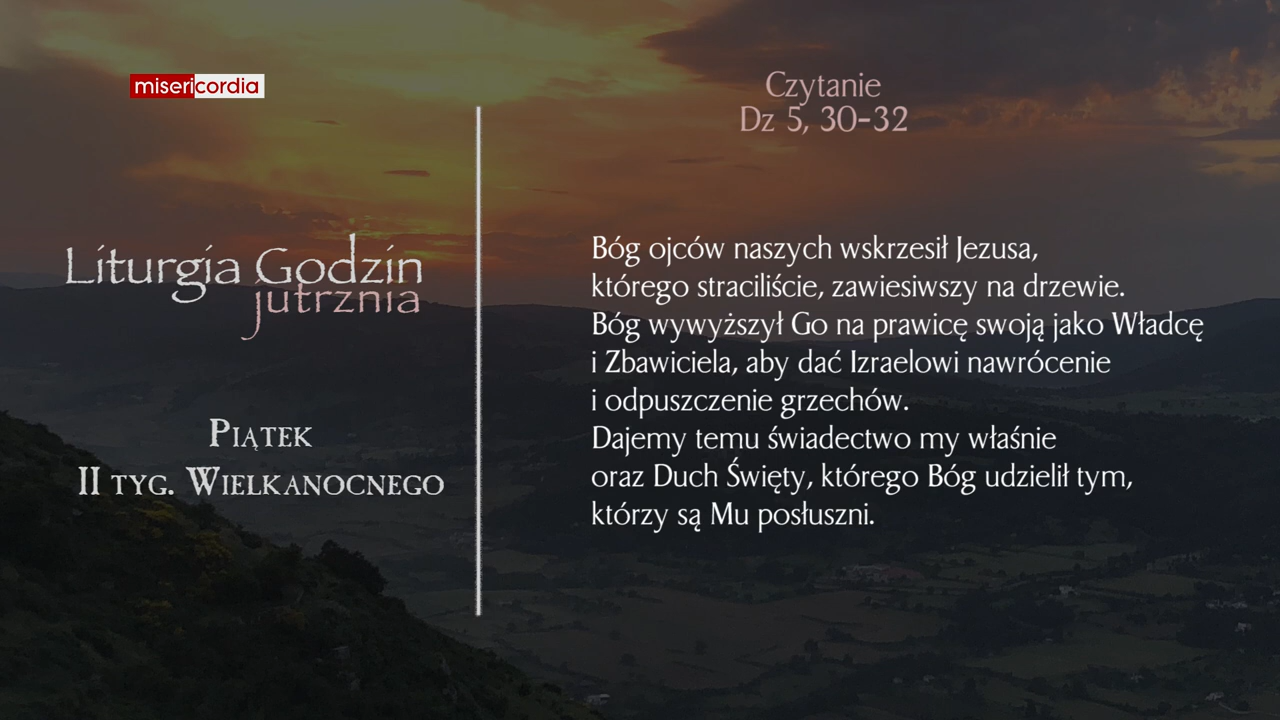 misericordia
Liturgia Godzin
jutrznia
Piątek
II tyg. Wielkanocnego
Czytanie
Dz 5, 30-32
Bóg ojców naszych wskrzesił Jezusa,
którego straciliście, zawiesiwszy na drzewie.
Bóg wywyższył Go na prawicę swoją jako Władcę
i Zbawiciela, aby dać Izraelowi nawrócenie
i odpuszczenie grzechów.
Dajemy temu świadectwo my właśnie
oraz Duch Święty, którego Bóg udzielił tym,
którzy są Mu posłuszni.